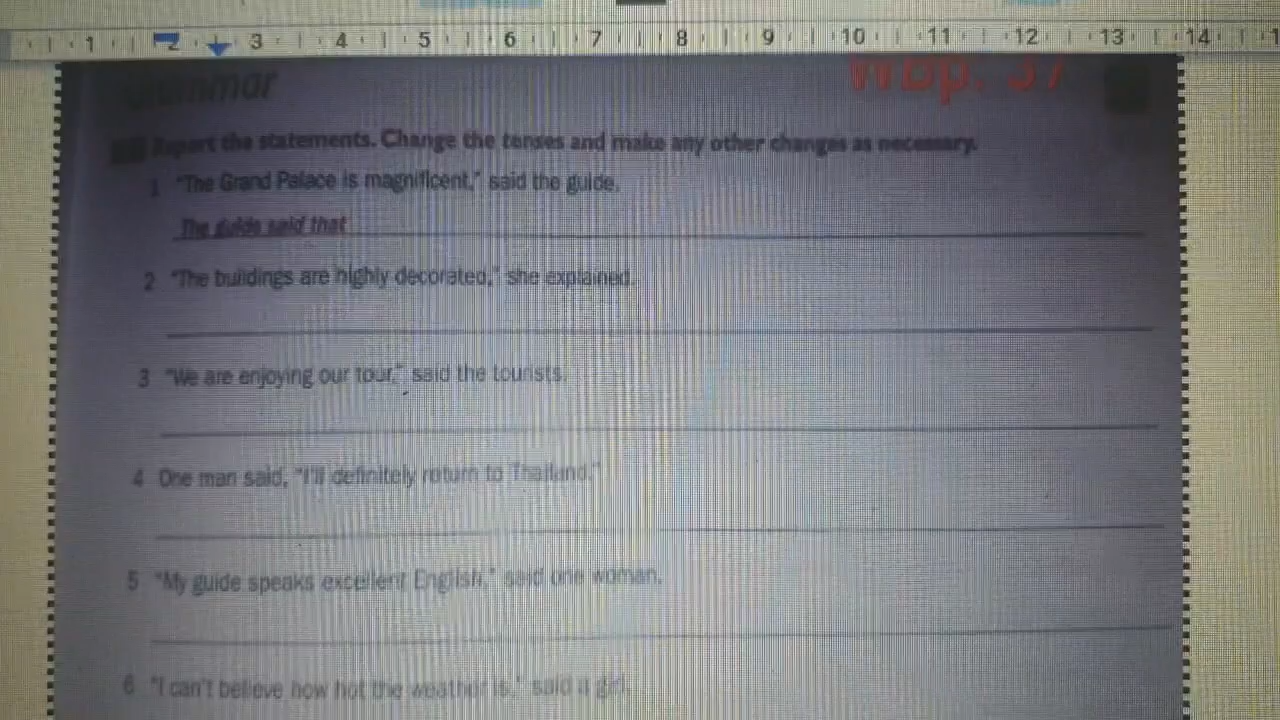 1 2 3 4 5 6 7 8 9 10 11 12 13 14
Grammar
Wbp. 37
Report the statements. Change the tenses and make any other changes as necessary.
1 "The Grand Palace is magnificent," said the guide.
The guide said that
2 "The buildings are highly decorated," she explained.
3 "We are enjoying our tour," said the tourists.
4 One man said, "I'll definitely return to Thailand."
5 "My guide speaks excellent English," said one woman.
6 "I can't believe how hot the weather is," said a girl.